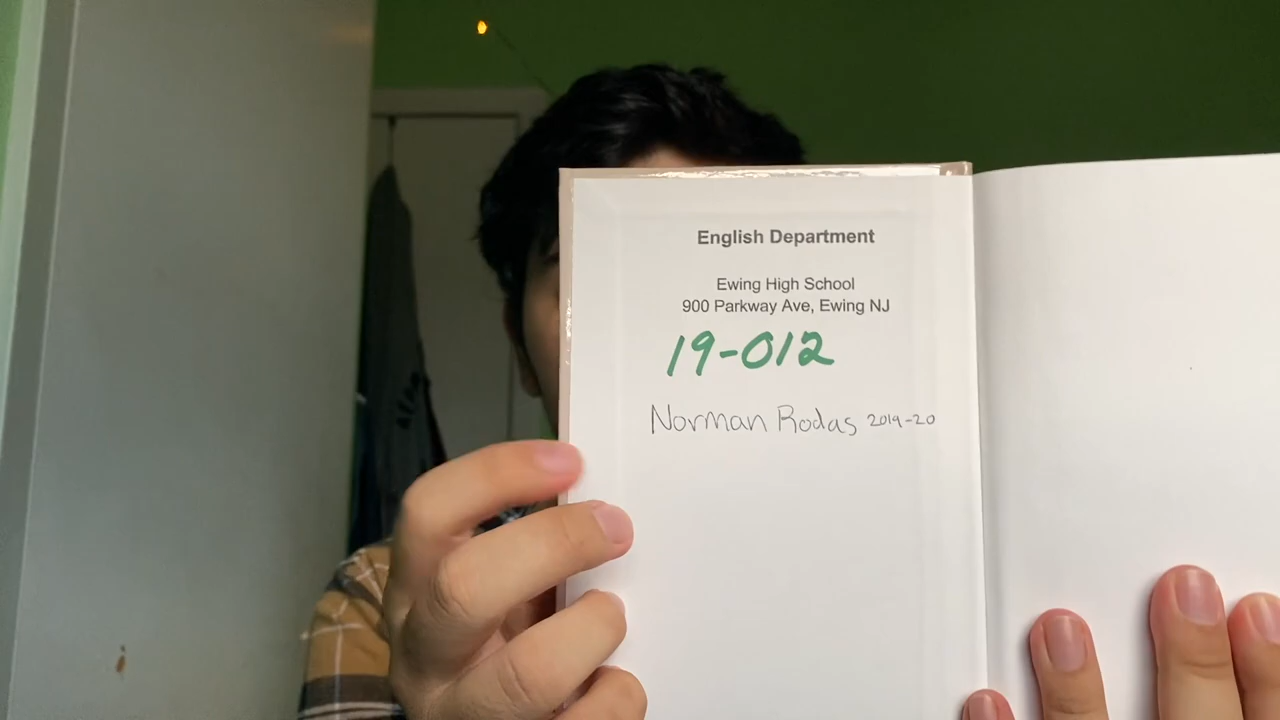 English Department
Ewing High School
900 Parkway Ave, Ewing NJ
19-012
Norman Rodas 2019-20